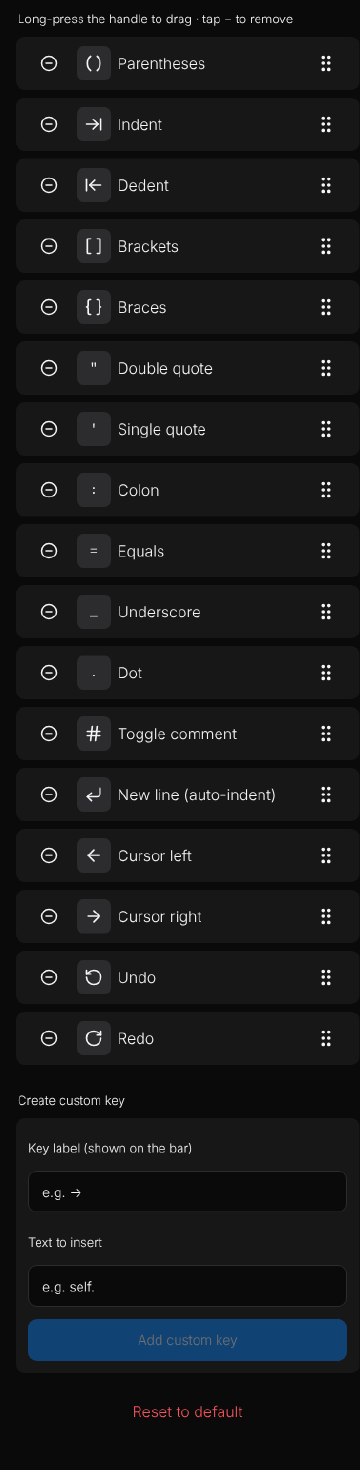 Long-press the handle to drag · tap − to remove
( ) Parentheses
Indent
Dedent
[ ] Brackets
{ } Braces
" Double quote
' Single quote
: Colon
= Equals
_ Underscore
. Dot
# Toggle comment
New line (auto-indent)
← Cursor left
→ Cursor right
Undo
Redo
Create custom key
Key label (shown on the bar)
e.g. →
Text to insert
e.g. self.
Add custom key
Reset to default